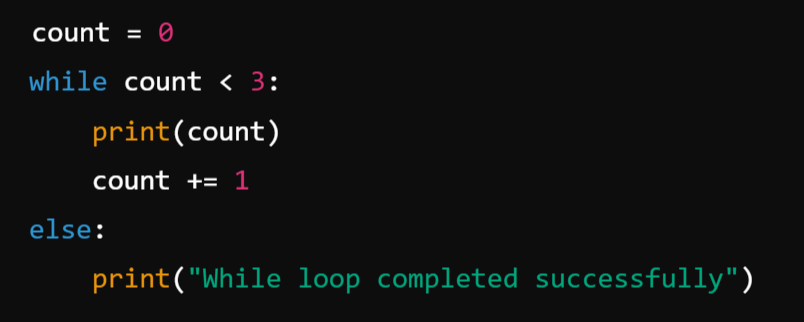 count = 0
while count < 3:
    print(count)
    count += 1
else:
    print("While loop completed successfully")